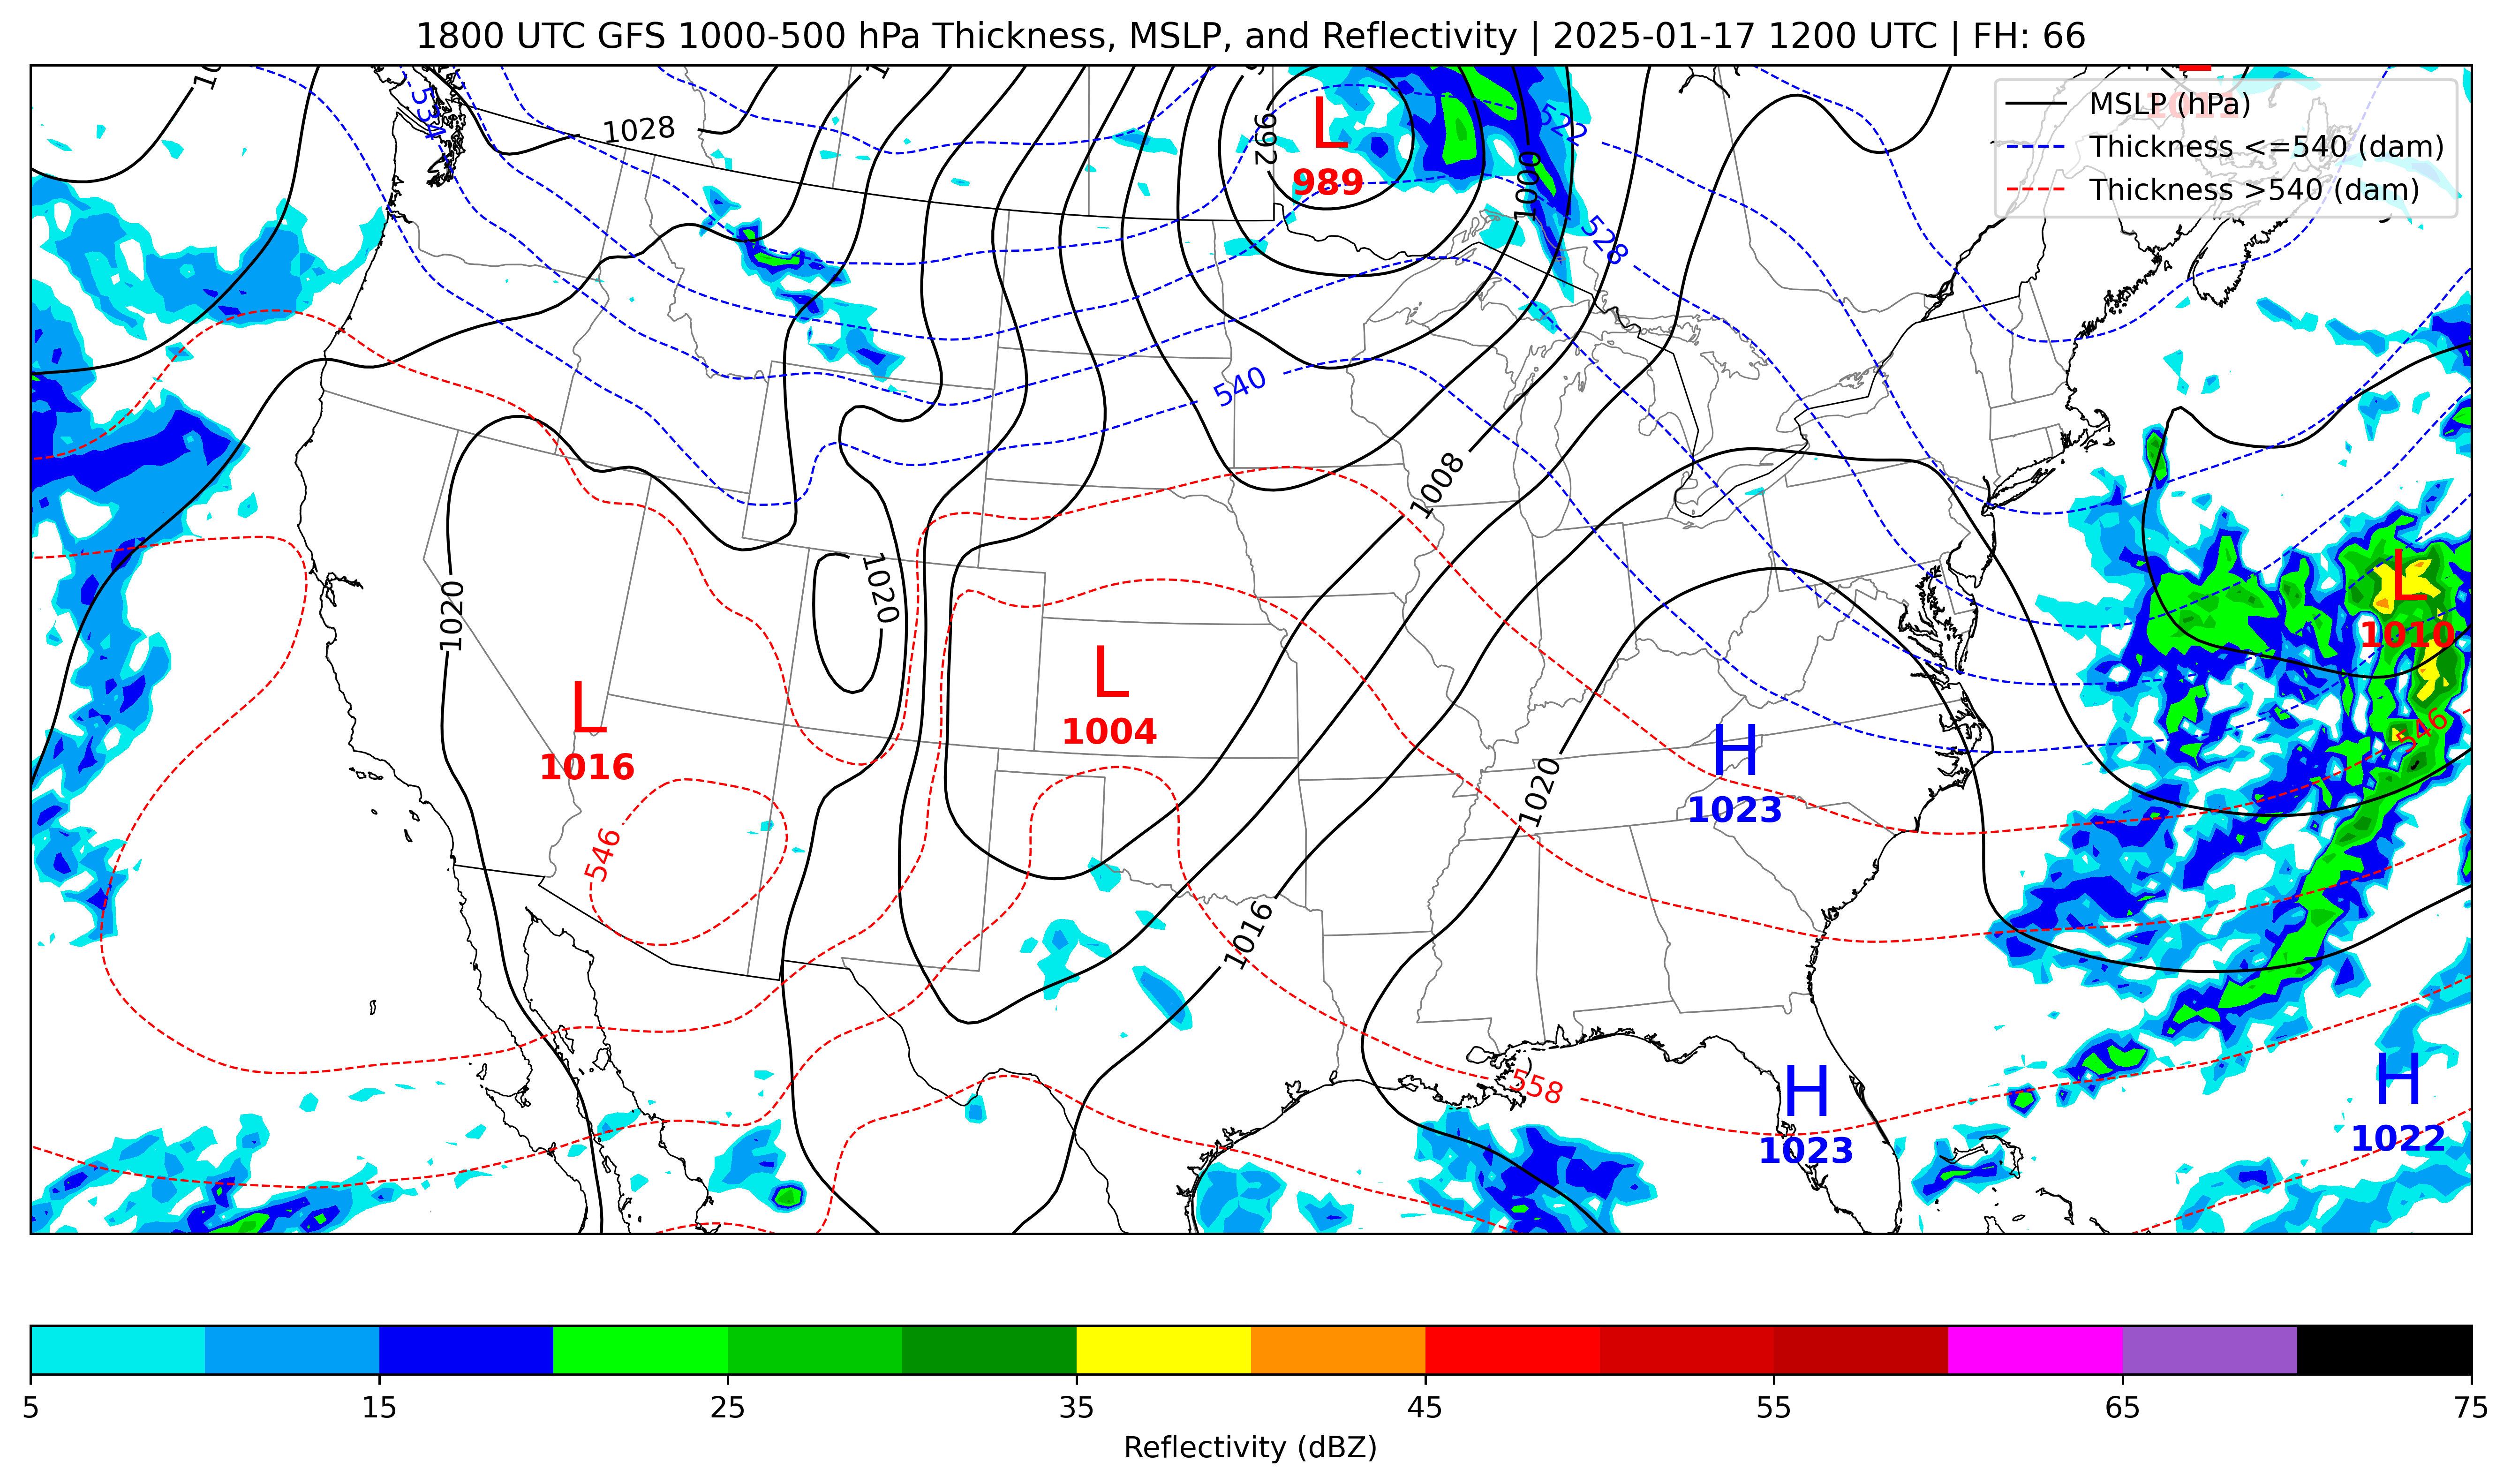 1800 UTC GFS 1000-500 hPa Thickness, MSLP, and Reflectivity | 2025-01-17 1200 UTC | FH: 66
MSLP (hPa)
Thickness <=540 (dam)
Thickness >540 (dam)
534
1028
992
L
989
1000
522
528
540
1008
1020
1020
L
1010
L
1004
L
1016
546
546
H
1023
1020
1016
558
H
1023
H
1022
5 15 25 35 45 55 65 75
Reflectivity (dBZ)